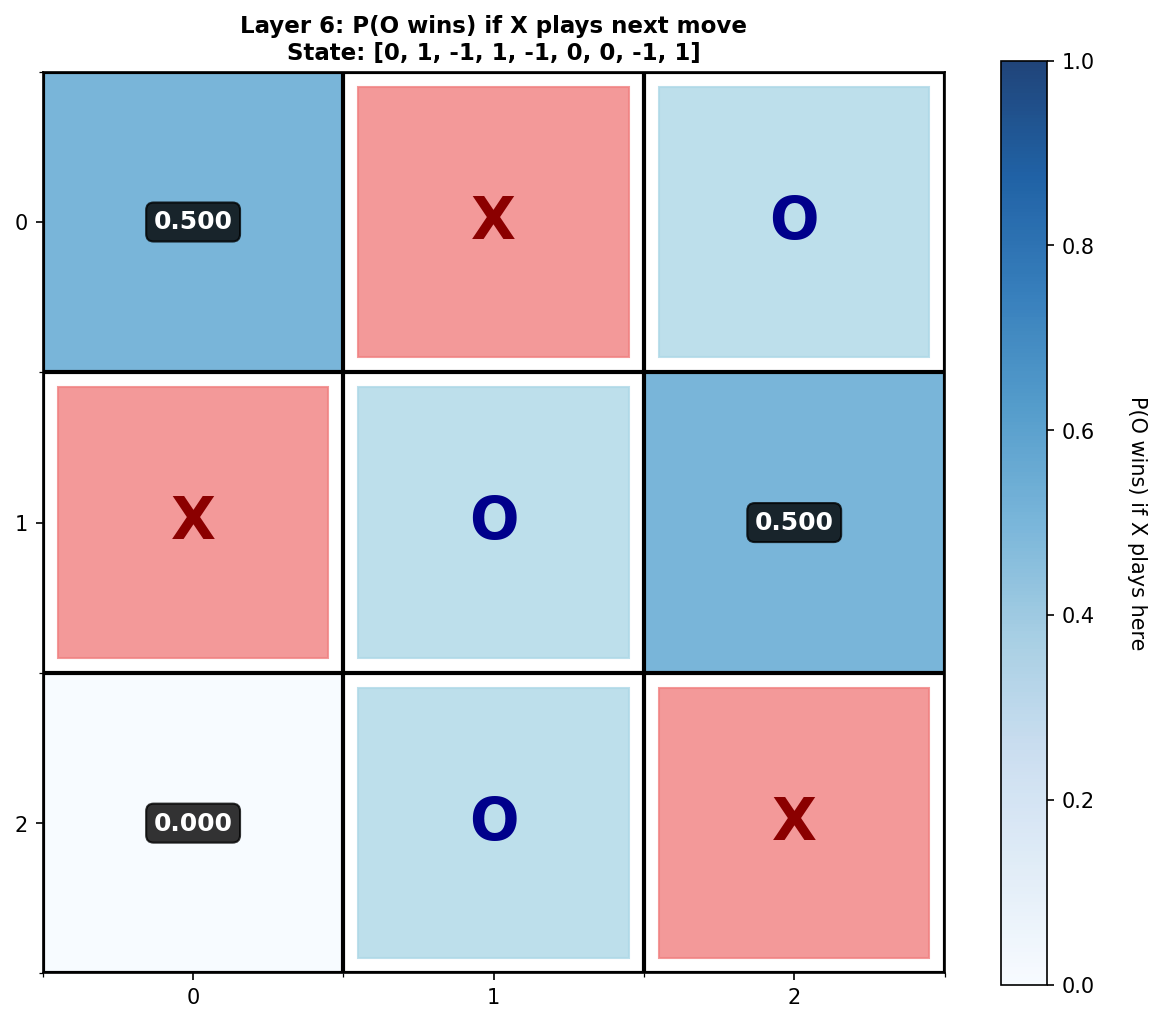 Layer 6: P(O wins) if X plays next move
State: [0, 1, -1, 1, -1, 0, 0, -1, 1]
0
0.500
X
O
1
X
O
0.500
2
0.000
O
X
0
1
2
1.0
0.8
0.6
0.4
0.2
0.0
P(O wins) if X plays here